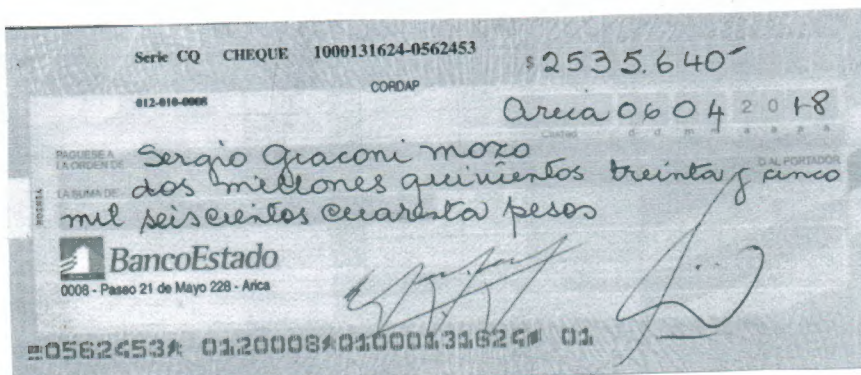 Serie CQ CHEQUE 1000131624-0562453
$ 2535.640-
CORDAP
012-010-0008
Arica 06 04 2018
Ciudad d d m m a a a a
PAGUESE A LA ORDEN DE Sergio Giaconi mozo
O AL PORTADOR
LA SUMA DE dos millones quinientos treinta y cinco
mil seiscientos cuarenta pesos
BancoEstado
0008 - Paseo 21 de Mayo 228 - Arica
0562453 0120008 01000131624 01